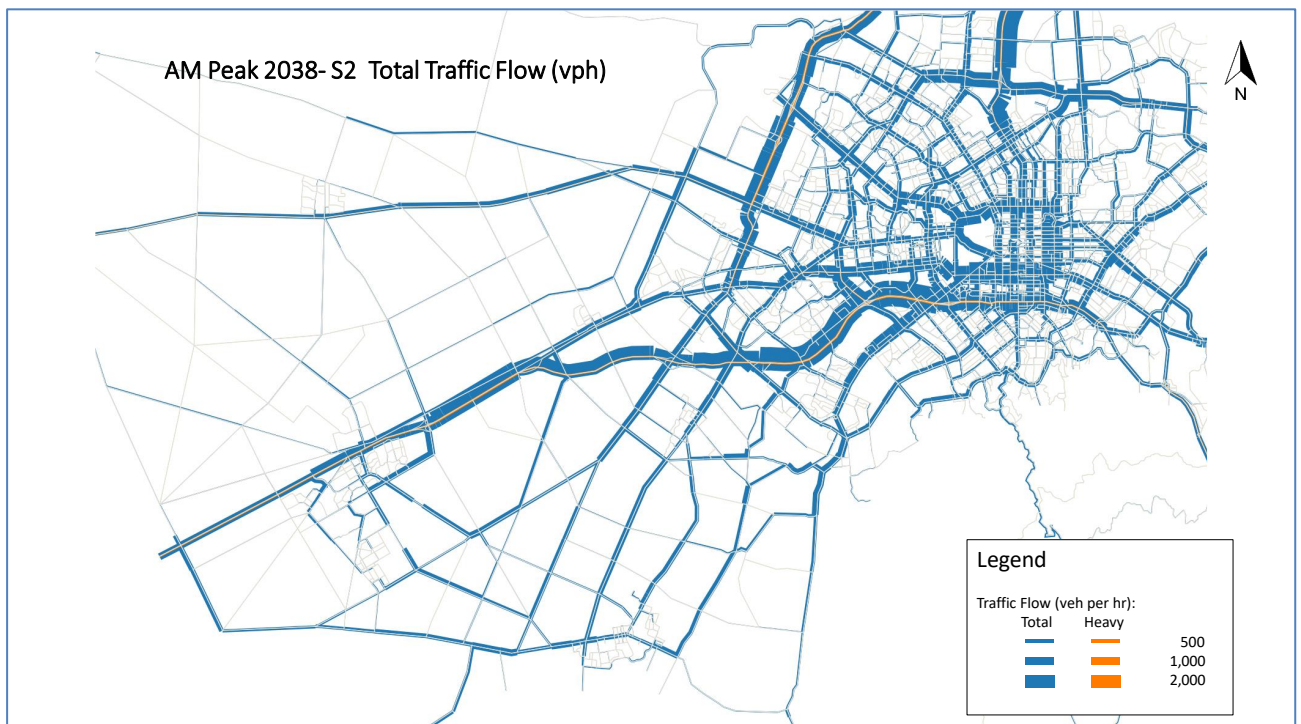 AM Peak 2038- S2 Total Traffic Flow (vph)
N
Legend
Traffic Flow (veh per hr):
Total Heavy
500
1,000
2,000